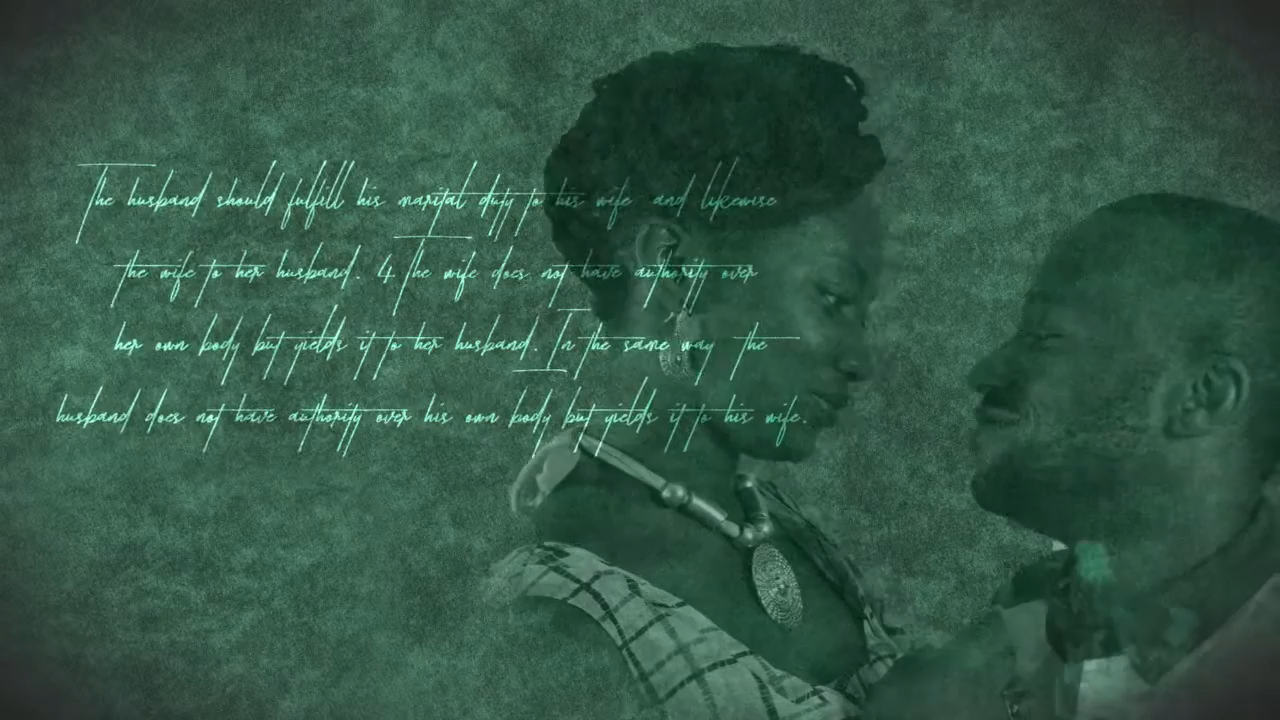 The husband should fulfill his marital duty to his wife and likewise
the wife to her husband. 4 The wife does not have authority over
her own body but yields it to her husband. In the same way the
husband does not have authority over his own body but yields it to his wife.